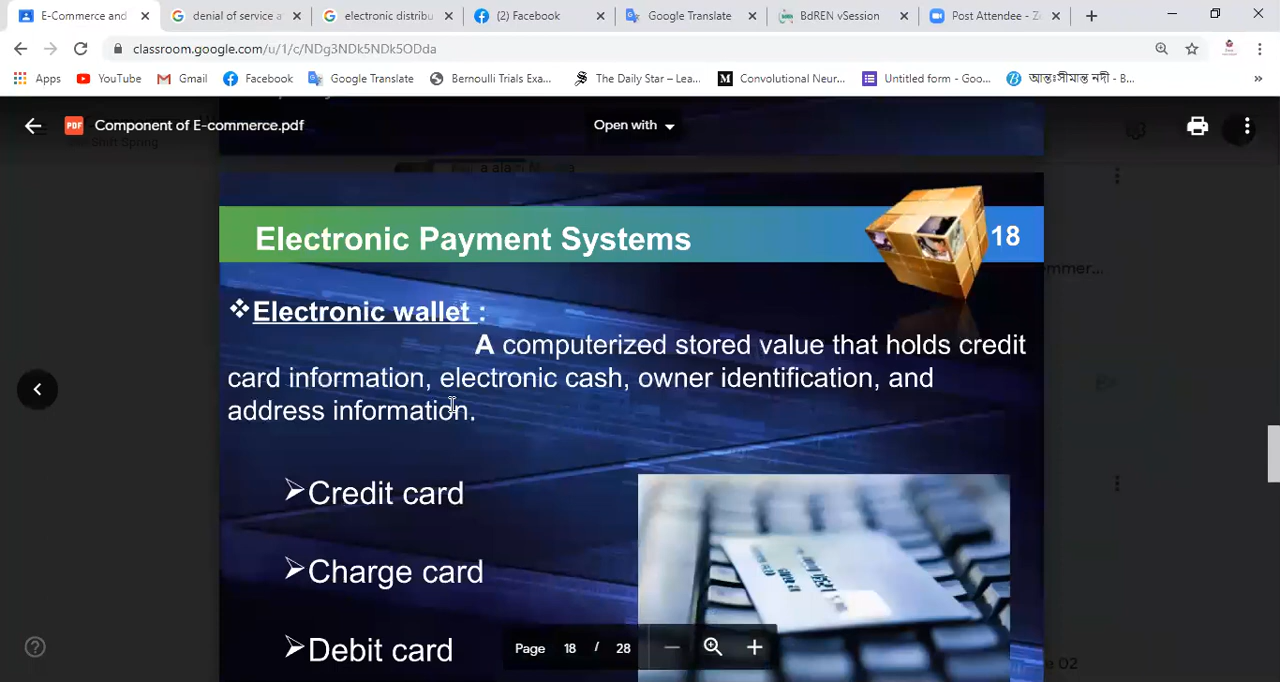 E-Commerce and
denial of service a
electronic distribu
(2) Facebook
Google Translate
BdREN vSession
Post Attendee - Z
classroom.google.com/u/1/c/NDg3NDk5NDk5ODda
Apps YouTube Gmail Facebook Google Translate Bernoulli Trials Exa... The Daily Star – Lea... Convolutional Neur... Untitled form - Goo... আন্তঃসীমান্ত নদী - B... »
PDF Component of E-commerce.pdf Open with
Electronic Payment Systems 18
Electronic wallet :
A computerized stored value that holds credit
card information, electronic cash, owner identification, and
address information.
Credit card
Charge card
Debit card
Page 18 / 28